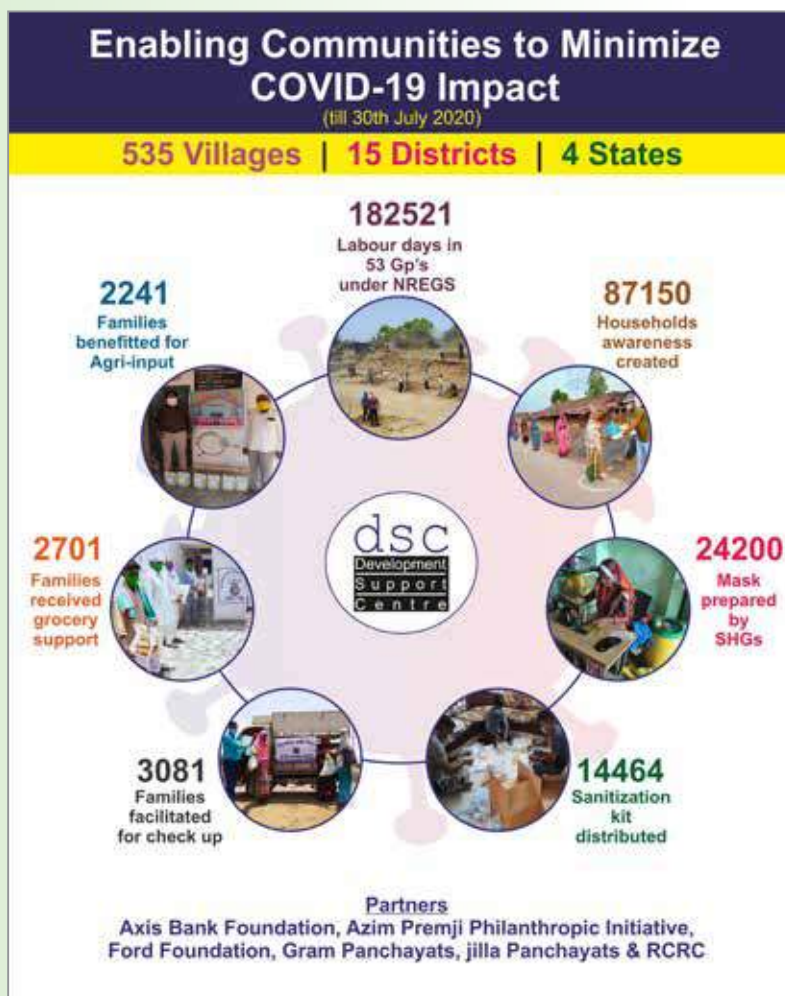 Enabling Communities to Minimize
COVID-19 Impact
(till 30th July 2020)
535 Villages | 15 Districts | 4 States
182521
Labour days in
53 Gp's
under NREGS
87150
Households
awareness
created
24200
Mask
prepared
by
SHGs
14464
Sanitization
kit
distributed
3081
Families
facilitated
for check up
2701
Families
received
grocery
support
2241
Families
benefitted for
Agri-input
dsc
Development
Support
Centre
Partners
Axis Bank Foundation, Azim Premji Philanthropic Initiative,
Ford Foundation, Gram Panchayats, jilla Panchayats & RCRC